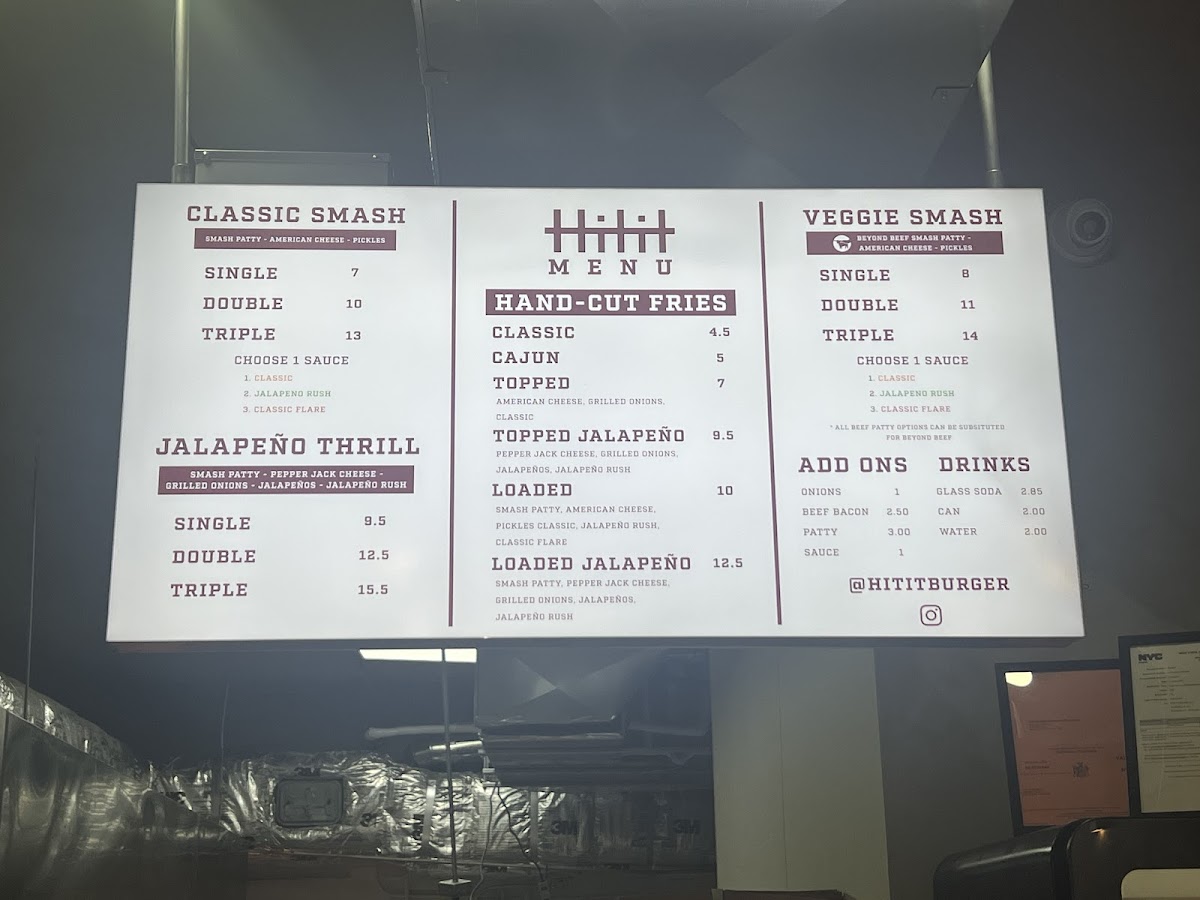 CLASSIC SMASH
SMASH PATTY - AMERICAN CHEESE - PICKLES
SINGLE 7
DOUBLE 10
TRIPLE 13
CHOOSE 1 SAUCE
1. CLASSIC
2. JALAPENO RUSH
3. CLASSIC FLARE
JALAPEÑO THRILL
SMASH PATTY - PEPPER JACK CHEESE -
GRILLED ONIONS - JALAPEÑOS - JALAPEÑO RUSH
SINGLE 9.5
DOUBLE 12.5
TRIPLE 15.5
HitIt
MENU
HAND-CUT FRIES
CLASSIC 4.5
CAJUN 5
TOPPED 7
AMERICAN CHEESE, GRILLED ONIONS,
CLASSIC
TOPPED JALAPEÑO 9.5
PEPPER JACK CHEESE, GRILLED ONIONS,
JALAPEÑOS, JALAPEÑO RUSH
LOADED 10
SMASH PATTY, AMERICAN CHEESE,
PICKLES CLASSIC, JALAPEÑO RUSH,
CLASSIC FLARE
LOADED JALAPEÑO 12.5
SMASH PATTY, PEPPER JACK CHEESE,
GRILLED ONIONS, JALAPEÑOS,
JALAPEÑO RUSH
VEGGIE SMASH
BEYOND BEEF SMASH PATTY -
AMERICAN CHEESE - PICKLES
SINGLE 8
DOUBLE 11
TRIPLE 14
CHOOSE 1 SAUCE
1. CLASSIC
2. JALAPENO RUSH
3. CLASSIC FLARE
* ALL BEEF PATTY OPTIONS CAN BE SUBSITUTED
FOR BEYOND BEEF
ADD ONS
ONIONS 1
BEEF BACON 2.50
PATTY 3.00
SAUCE 1
DRINKS
GLASS SODA 2.85
CAN 2.00
WATER 2.00
@HITITBURGER
NYC
3M
3M
3M